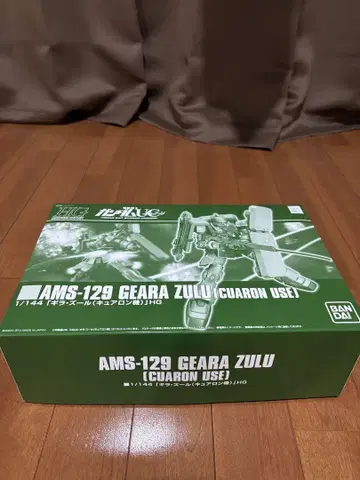 HG
ガンダムUC
AMS-129 GEARA ZULU (CUARON USE)
1/144「ギラ・ズール(キュアロン機)」HG
BANDAI
AMS-129 GEARA ZULU
(CUARON USE)
1/144「ギラ・ズール(キュアロン機)」HG